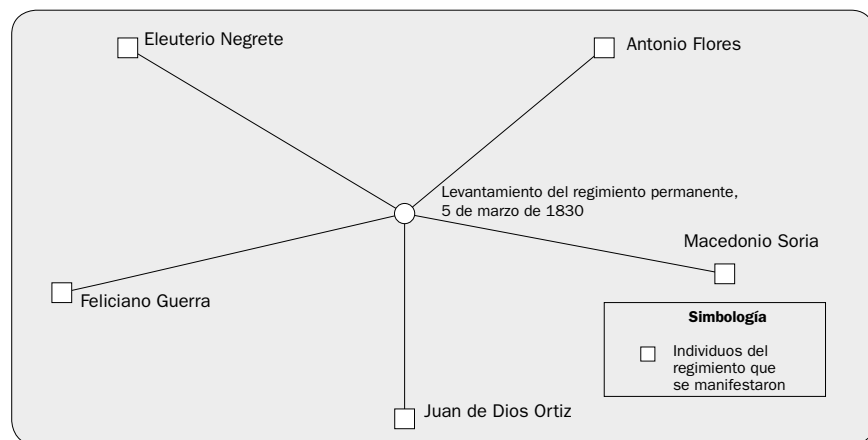 Eleuterio Negrete
Antonio Flores
Levantamiento del regimiento permanente,
5 de marzo de 1830
Macedonio Soria
Feliciano Guerra
Juan de Dios Ortiz
Simbología
Individuos del
regimiento que
se manifestaron